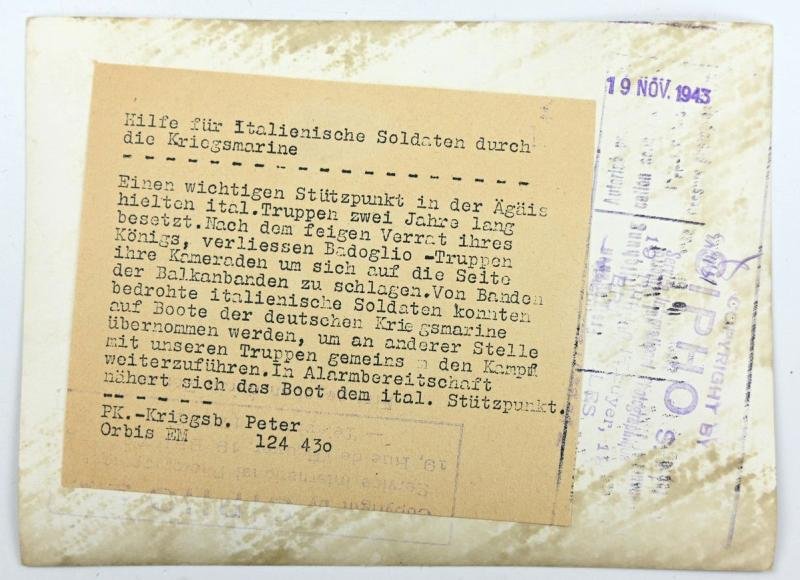 Hilfe für Italienische Soldaten durch
die Kriegsmarine
Einen wichtigen Stützpunkt in der Ägäis
hielten ital.Truppen zwei Jahre lang
besetzt.Nach dem feigen Verrat ihres
Königs, verliessen Badoglio -Truppen
ihre Kameraden um sich auf die Seite
der Balkanbanden zu schlagen.Von Banden
bedrohte italienische Soldaten konnten
auf Boote der deutschen Kriegsmarine
übernommen werden, um an anderer Stelle
mit unseren Truppen gemeins m den Kampf
weiterzuführen.In Alarmbereitschaft
nähert sich das Boot dem ital. Stützpunkt.
PK.-Kriegsb. Peter
Orbis EM 124 430
19 NOV. 1943
COPYRIGHT BY
SIPHO